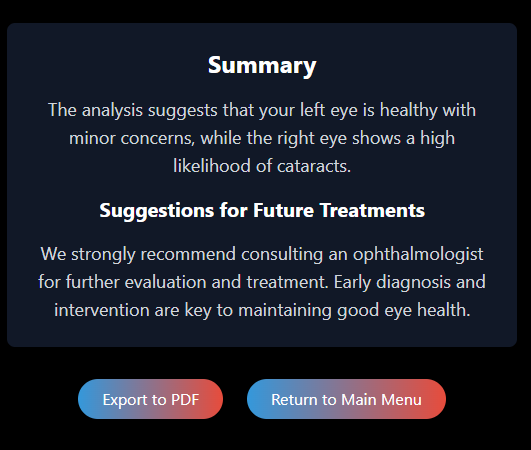 Summary
The analysis suggests that your left eye is healthy with
minor concerns, while the right eye shows a high
likelihood of cataracts.
Suggestions for Future Treatments
We strongly recommend consulting an ophthalmologist
for further evaluation and treatment. Early diagnosis and
intervention are key to maintaining good eye health.
Export to PDF
Return to Main Menu